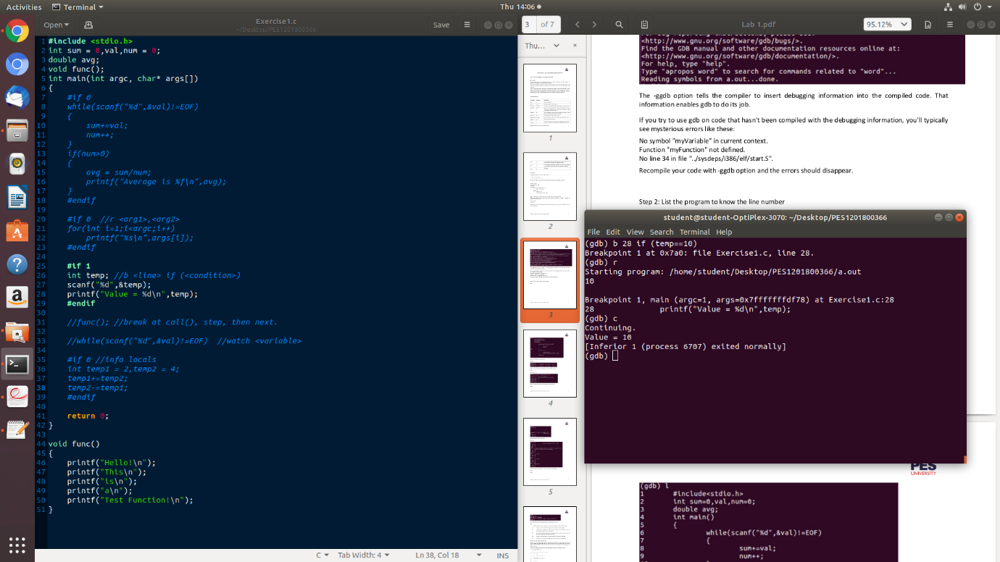 Activities
Terminal
Thu 14:06
Open
Exercise1.c
~/Desktop/PES1201800366
Save
1 #include <stdio.h>
2 int sum = 0,val,num = 0;
3 double avg;
4 void func();
5 int main(int argc, char* args[])
6 {
7 #if 0
8 while(scanf("%d",&val)!=EOF)
9 {
10 sum+=val;
11 num++;
12 }
13 if(num>0)
14 {
15 avg = sum/num;
16 printf("Average is %f\n",avg);
17 }
18 #endif
19
20 #if 0 //r <arg1>,<arg2>
21 for(int i=1;i<argc;i++)
22 printf("%s\n",args[i]);
23 #endif
24
25 #if 1
26 int temp; //b <line> if (<condition>)
27 scanf("%d",&temp);
28 printf("Value = %d\n",temp);
29 #endif
30
31 //func(); //break at call(), step, then next.
32
33 //while(scanf("%d",&val)!=EOF) //watch <variable>
34
35 #if 0 //info locals
36 int temp1 = 2,temp2 = 4;
37 temp1+=temp2;
38 temp2-=temp1;
39 #endif
40
41 return 0;
42 }
43
44 void func()
45 {
46 printf("Hello!\n");
47 printf("This\n");
48 printf("is\n");
49 printf("a\n");
50 printf("Test Function!\n");
51 }
C
Tab Width: 4
Ln 38, Col 18
INS
3 of 7
Lab 1.pdf
95.12%
Thu...
1
2
3
4
5
<http://www.gnu.org/software/gdb/bugs/>.
Find the GDB manual and other documentation resources online at:
<http://www.gnu.org/software/gdb/documentation/>.
For help, type "help".
Type "apropos word" to search for commands related to "word"...
Reading symbols from a.out...done.
The -ggdb option tells the compiler to insert debugging information into the compiled code. That
information enables gdb to do its job.
If you try to use gdb on code that hasn't been compiled with the debugging information, you'll typically
see mysterious errors like these:
No symbol "myVariable" in current context.
Function "myFunction" not defined.
No line 34 in file "../sysdeps/i386/elf/start.S".
Recompile your code with -ggdb option and the errors should disappear.
Step 2: List the program to know the line number
student@student-OptiPlex-3070: ~/Desktop/PES1201800366
File Edit View Search Terminal Help
(gdb) b 28 if (temp==10)
Breakpoint 1 at 0x7a0: file Exercise1.c, line 28.
(gdb) r
Starting program: /home/student/Desktop/PES1201800366/a.out
10
Breakpoint 1, main (argc=1, args=0x7fffffffdf78) at Exercise1.c:28
28 printf("Value = %d\n",temp);
(gdb) c
Continuing.
Value = 10
[Inferior 1 (process 6707) exited normally]
(gdb)
PES
UNIVERSITY
(gdb) l
1 #include<stdio.h>
2 int sum=0,val,num=0;
3 double avg;
4 int main()
5 {
6 while(scanf("%d",&val)!=EOF)
7 {
8 sum+=val;
9 num++;